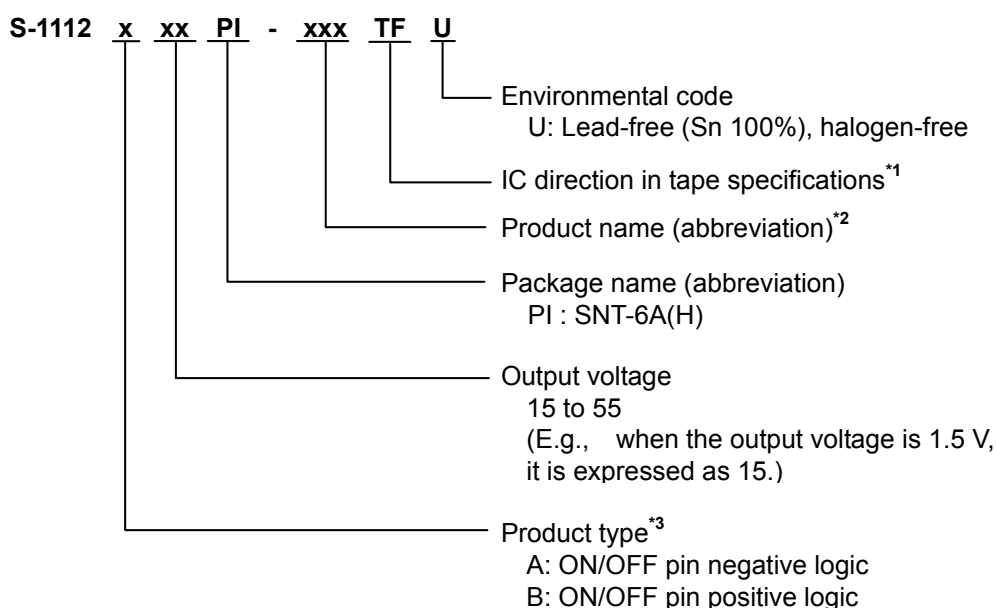 S-1112 x xx PI - xxx TF U
Environmental code
U: Lead-free (Sn 100%), halogen-free
IC direction in tape specifications*1
Product name (abbreviation)*2
Package name (abbreviation)
PI : SNT-6A(H)
Output voltage
15 to 55
(E.g., when the output voltage is 1.5 V,
it is expressed as 15.)
Product type*3
A: ON/OFF pin negative logic
B: ON/OFF pin positive logic